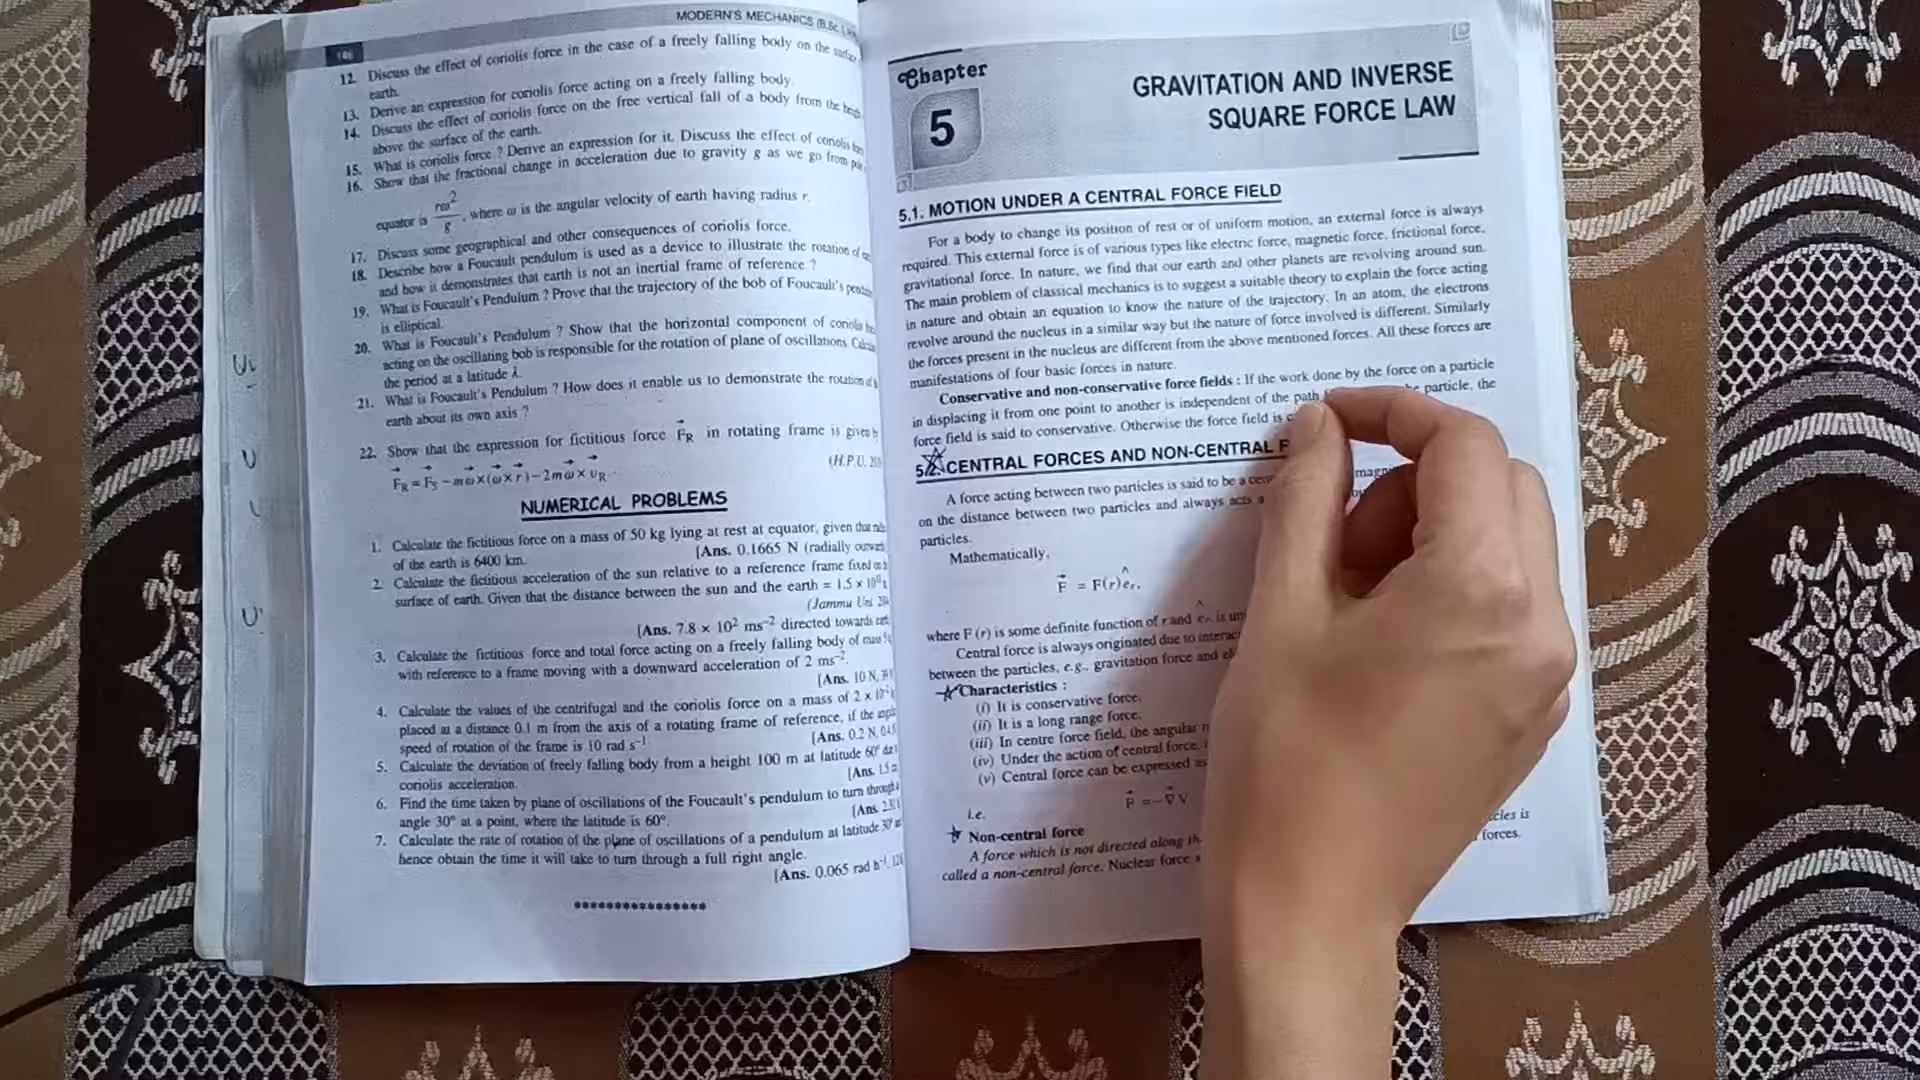 146
MODERN'S MECHANICS (B.Sc. I
12. Discuss the effect of coriolis force in the case of a freely falling body on the surface
earth.
13. Derive an expression for coriolis force acting on a freely falling body.
14. Discuss the effect of coriolis force on the free vertical fall of a body from the
above the surface of the earth.
15. What is coriolis force ? Derive an expression for it. Discuss the effect of coriolis
16. Show that the fractional change in acceleration due to gravity g as we go from
equator is rω²/g, where ω is the angular velocity of earth having radius r.
17. Discuss some geographical and other consequences of coriolis force.
18. Describe how a Foucault pendulum is used as a device to illustrate the rotation of
and how it demonstrates that earth is not an inertial frame of reference ?
19. What is Foucault's Pendulum ? Prove that the trajectory of the bob of Foucault's
is elliptical.
20. What is Foucault's Pendulum ? Show that the horizontal component of
acting on the oscillating bob is responsible for the rotation of plane of oscillations.
the period at a latitude λ.
21. What is Foucault's Pendulum ? How does it enable us to demonstrate the rotation
earth about its own axis ?
22. Show that the expression for fictitious force F⃗R in rotating frame is given
(H.P.U.
F⃗R = F⃗S − mω⃗×(ω⃗×r⃗)−2mω⃗×υ⃗R
NUMERICAL PROBLEMS
1. Calculate the fictitious force on a mass of 50 kg lying at rest at equator, given that
of the earth is 6400 km. [Ans. 0.1665 N (radially
2. Calculate the fictitious acceleration of the sun relative to a reference frame fixed
surface of earth. Given that the distance between the sun and the earth = 1.5 ×
(Jammu Uni.
[Ans. 7.8 × 10² ms⁻² directed towards
3. Calculate the fictitious force and total force acting on a freely falling body of mass
with reference to a frame moving with a downward acceleration of 2 ms⁻².
[Ans. 10 N,
4. Calculate the values of the centrifugal and the coriolis force on a mass of 2 ×
placed at a distance 0.1 m from the axis of a rotating frame of reference, if the
speed of rotation of the frame is 10 rad s⁻¹. [Ans. 0.2 N,
5. Calculate the deviation of freely falling body from a height 100 m at latitude 60°
coriolis acceleration. [Ans.
6. Find the time taken by plane of oscillations of the Foucault's pendulum to turn through
angle 30° at a point, where the latitude is 60°. [Ans.
7. Calculate the rate of rotation of the plane of oscillations of a pendulum at latitude 30°
hence obtain the time it will take to turn through a full right angle.
[Ans. 0.065 rad h⁻¹,
****************
Chapter
5
GRAVITATION AND INVERSE
SQUARE FORCE LAW
5.1. MOTION UNDER A CENTRAL FORCE FIELD
For a body to change its position of rest or of uniform motion, an external force is always
required. This external force is of various types like electric force, magnetic force, frictional force,
gravitational force. In nature, we find that our earth and other planets are revolving around sun.
The main problem of classical mechanics is to suggest a suitable theory to explain the force acting
in nature and obtain an equation to know the nature of the trajectory. In an atom, the electrons
revolve around the nucleus in a similar way but the nature of force involved is different. Similarly
the forces present in the nucleus are different from the above mentioned forces. All these forces are
manifestations of four basic forces in nature.
Conservative and non-conservative force fields : If the work done by the force on a particle
in displacing it from one point to another is independent of the path particle, the
force field is said to conservative. Otherwise the force field is
5.2. CENTRAL FORCES AND NON-CENTRAL
A force acting between two particles is said to be a
on the distance between two particles and always acts
particles.
Mathematically,
F⃗ = F(r)êr.
where F (r) is some definite function of r and êr is
Central force is always originated due to
between the particles, e.g., gravitation force and
Characteristics :
(i) It is conservative force.
(ii) It is a long range force.
(iii) In centre force field, the angular
(iv) Under the action of central force,
(v) Central force can be expressed as
i.e. F⃗ = −∇⃗V
Non-central force
A force which is not directed along is
called a non-central force. Nuclear force forces.